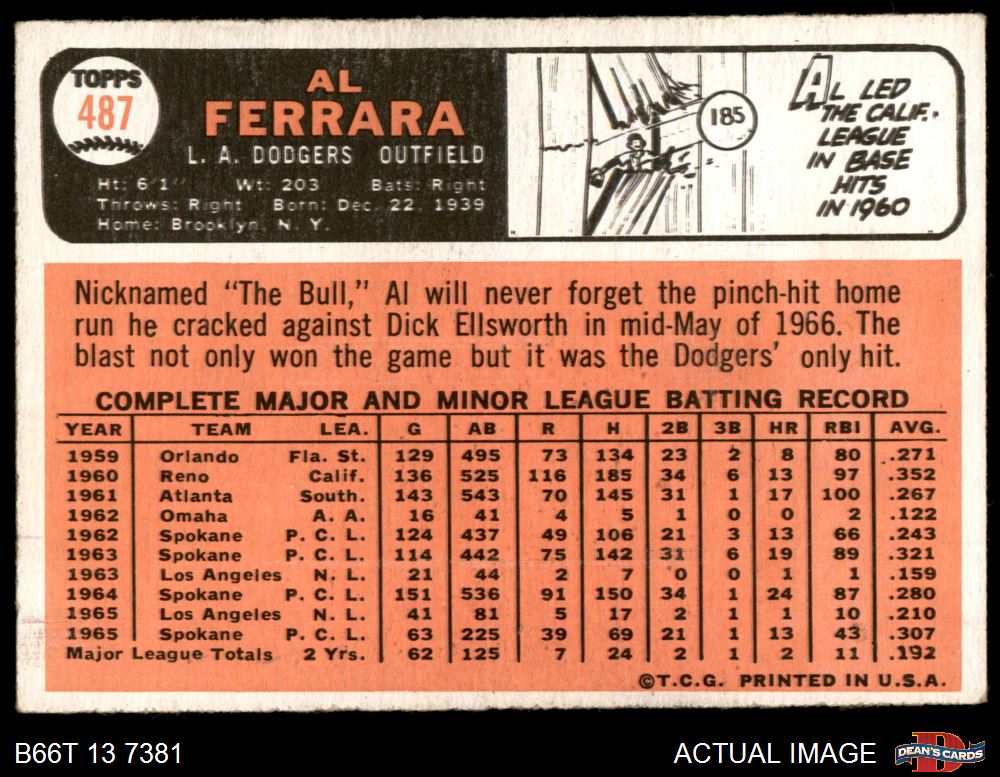 TOPPS
487
AL
FERRARA
L. A. DODGERS OUTFIELD
Ht: 6'1" Wt: 203 Bats: Right
Throws: Right Born: Dec. 22, 1939
Home: Brooklyn, N. Y.
185
AL LED
THE CALIF.
LEAGUE
IN BASE
HITS
IN 1960
Nicknamed "The Bull," Al will never forget the pinch-hit home
run he cracked against Dick Ellsworth in mid-May of 1966. The
blast not only won the game but it was the Dodgers' only hit.
COMPLETE MAJOR AND MINOR LEAGUE BATTING RECORD
YEAR TEAM LEA. G AB R H 2B 3B HR RBI AVG.
1959 Orlando Fla. St. 129 495 73 134 23 2 8 80 .271
1960 Reno Calif. 136 525 116 185 34 6 13 97 .352
1961 Atlanta South. 143 543 70 145 31 1 17 100 .267
1962 Omaha A. A. 16 41 4 5 1 0 0 2 .122
1962 Spokane P. C. L. 124 437 49 106 21 3 13 66 .243
1963 Spokane P. C. L. 114 442 75 142 31 6 19 89 .321
1963 Los Angeles N. L. 21 44 2 7 0 0 1 1 .159
1964 Spokane P. C. L. 151 536 91 150 34 1 24 87 .280
1965 Los Angeles N. L. 41 81 5 17 2 1 1 10 .210
1965 Spokane P. C. L. 63 225 39 69 21 1 13 43 .307
Major League Totals 2 Yrs. 62 125 7 24 2 1 2 11 .192
©T.C.G. PRINTED IN U.S.A.
B66T 13 7381
ACTUAL IMAGE
DEAN'S CARDS